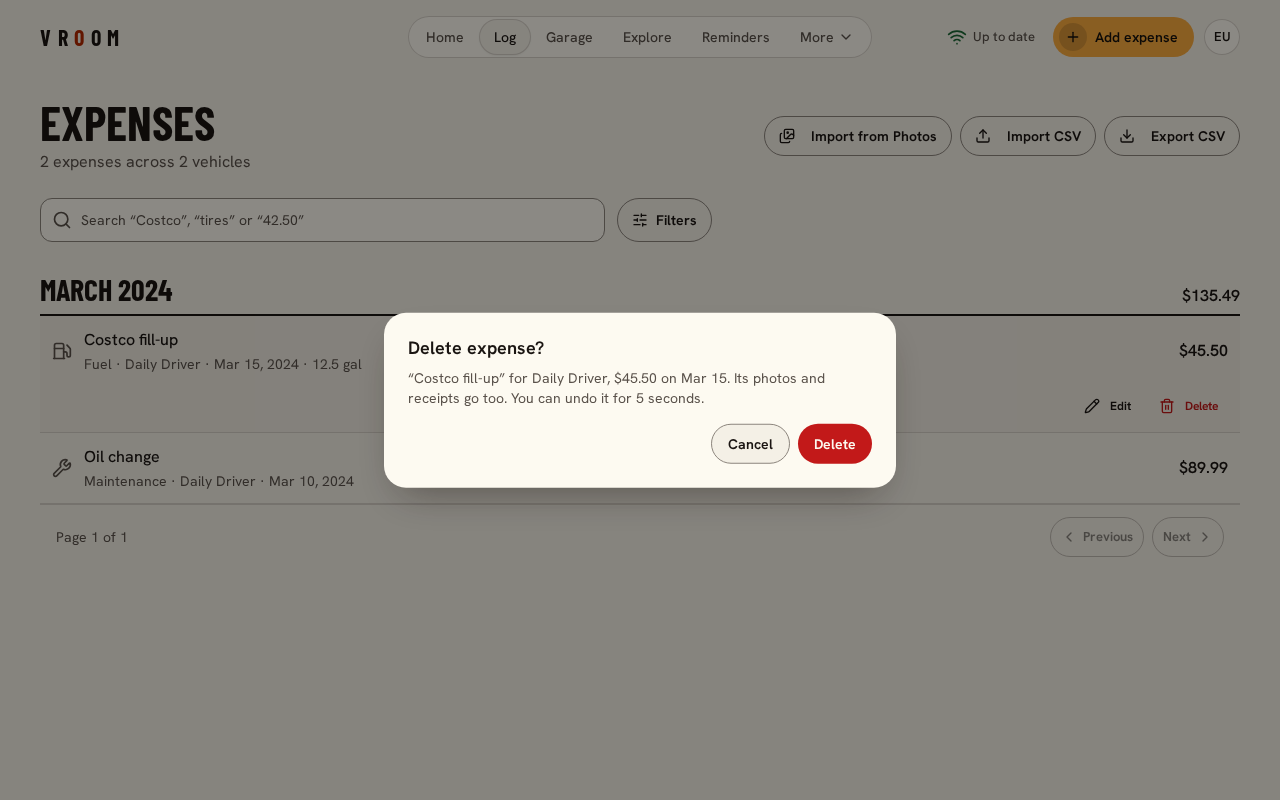 VROOM
Home
Log
Garage
Explore
Reminders
More
Up to date
Add expense
EU
EXPENSES
2 expenses across 2 vehicles
Import from Photos
Import CSV
Export CSV
Search “Costco”, “tires” or “42.50”
Filters
MARCH 2024
$135.49
Costco fill-up
Fuel · Daily Driver · Mar 15, 2024 · 12.5 gal
$45.50
Edit
Delete
Delete expense?
“Costco fill-up” for Daily Driver, $45.50 on Mar 15. Its photos and
receipts go too. You can undo it for 5 seconds.
Cancel
Delete
Oil change
Maintenance · Daily Driver · Mar 10, 2024
$89.99
Page 1 of 1
Previous
Next